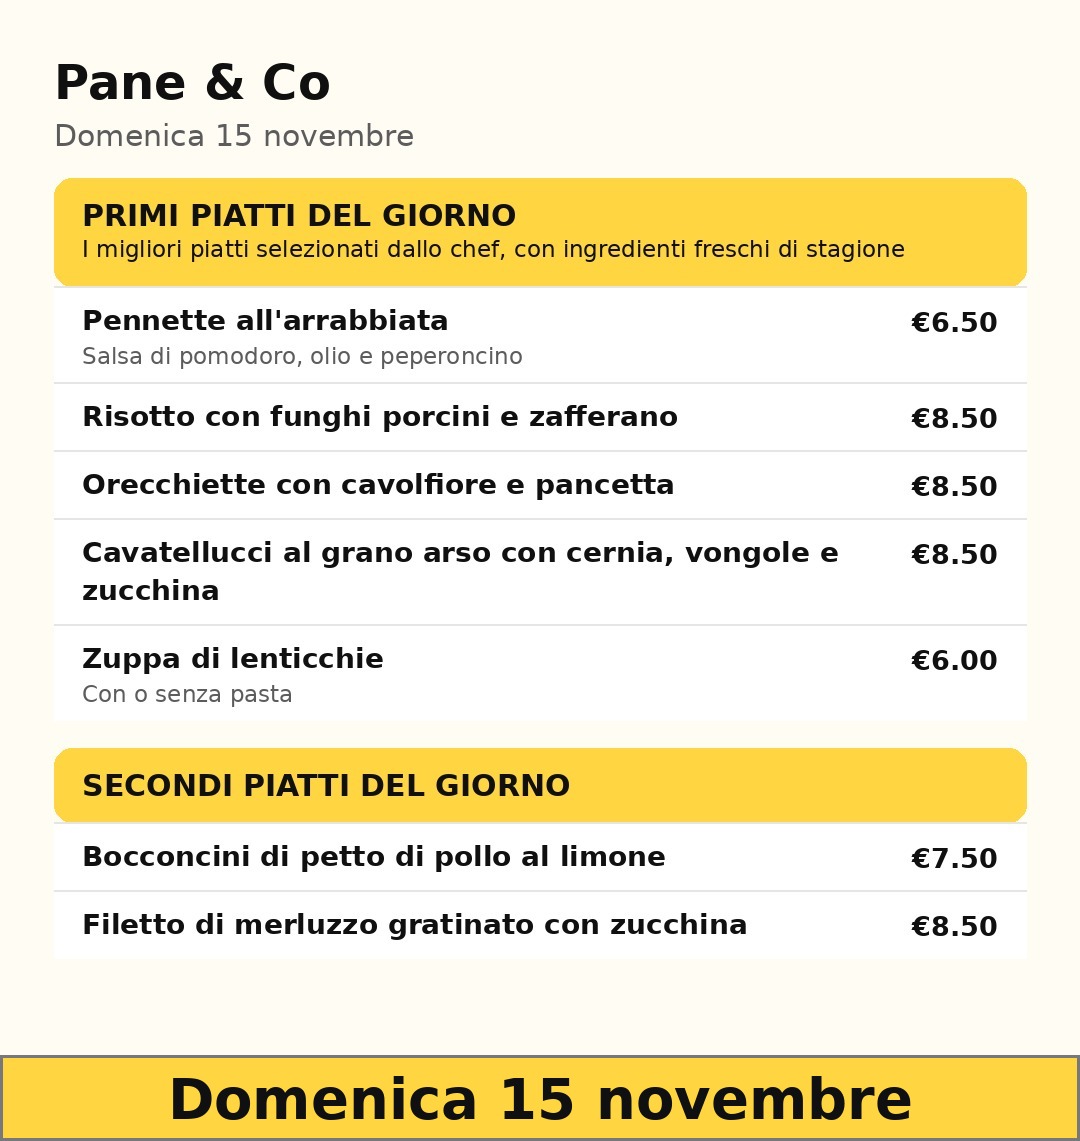 Pane & Co
Domenica 15 novembre
PRIMI PIATTI DEL GIORNO
I migliori piatti selezionati dallo chef, con ingredienti freschi di stagione
Pennette all'arrabbiata €6.50
Salsa di pomodoro, olio e peperoncino
Risotto con funghi porcini e zafferano €8.50
Orecchiette con cavolfiore e pancetta €8.50
Cavatellucci al grano arso con cernia, vongole e €8.50
zucchina
Zuppa di lenticchie €6.00
Con o senza pasta
SECONDI PIATTI DEL GIORNO
Bocconcini di petto di pollo al limone €7.50
Filetto di merluzzo gratinato con zucchina €8.50
Domenica 15 novembre